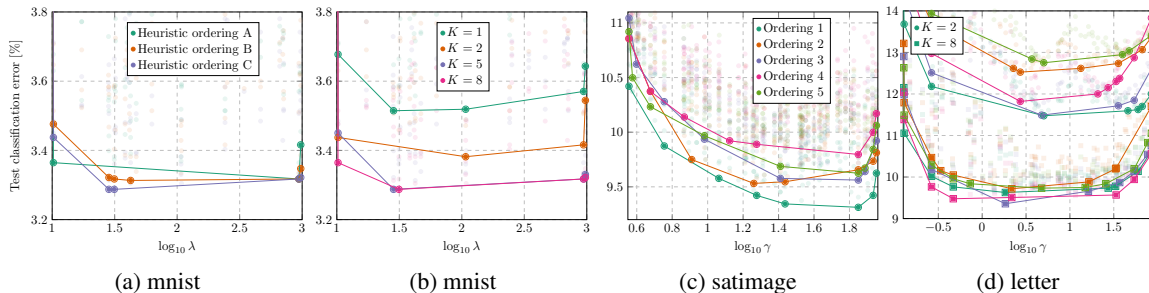 Test classification error [%]
3.8
3.6
3.4
3.2
1
1.5
2
2.5
3
log₁₀ λ
Heuristic ordering A
Heuristic ordering B
Heuristic ordering C
(a) mnist
3.8
3.6
3.4
3.2
1
1.5
2
2.5
3
log₁₀ λ
K = 1
K = 2
K = 5
K = 8
(b) mnist
11
10.5
10
9.5
0.6
0.8
1
1.2
1.4
1.6
1.8
log₁₀ γ
Ordering 1
Ordering 2
Ordering 3
Ordering 4
Ordering 5
(c) satimage
14
13
12
11
10
9
−0.5
0
0.5
1
1.5
log₁₀ γ
K = 2
K = 8
(d) letter